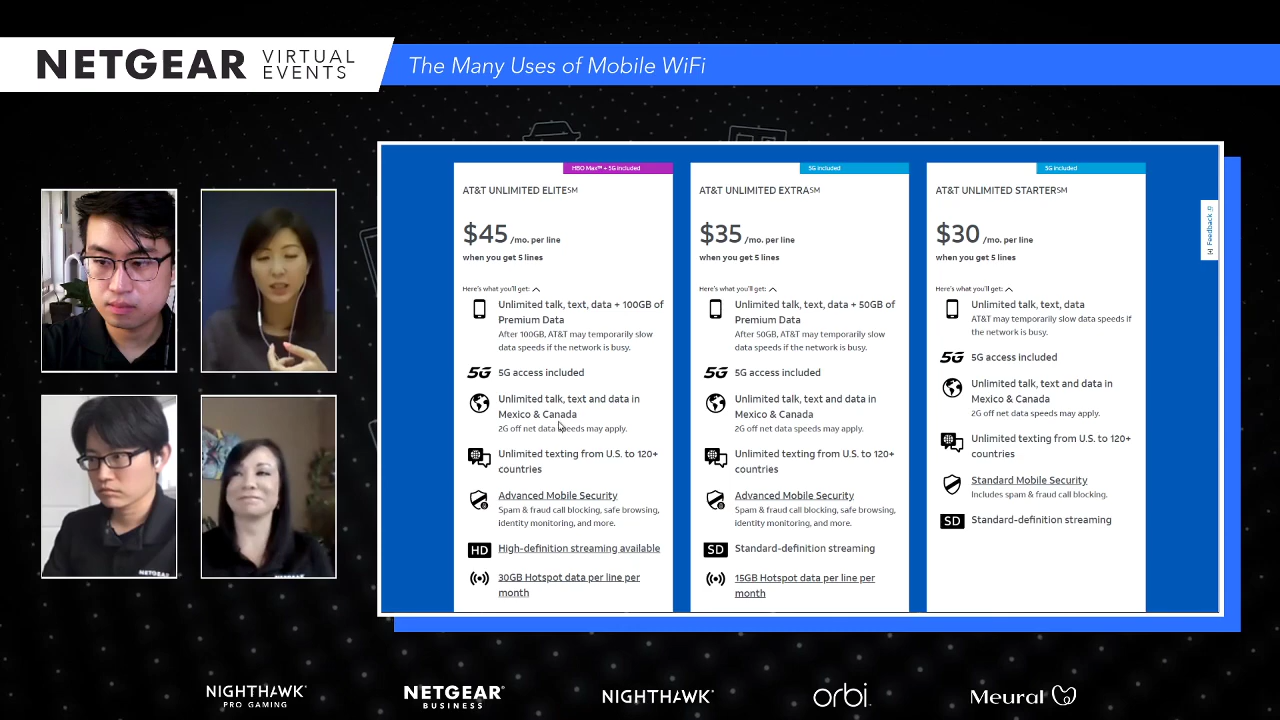 NETGEAR
VIRTUAL
EVENTS
The Many Uses of Mobile WiFi
HBO Max™ + 5G included
AT&T UNLIMITED ELITE℠
$45 /mo. per line
when you get 5 lines
Here's what you'll get:
Unlimited talk, text, data + 100GB of
Premium Data
After 100GB, AT&T may temporarily slow
data speeds if the network is busy.
5G 5G access included
Unlimited talk, text and data in
Mexico & Canada
2G off net data speeds may apply.
Unlimited texting from U.S. to 120+
countries
Advanced Mobile Security
Spam & fraud call blocking, safe browsing,
identity monitoring, and more.
HD High-definition streaming available
30GB Hotspot data per line per
month
5G included
AT&T UNLIMITED EXTRA℠
$35 /mo. per line
when you get 5 lines
Here's what you'll get:
Unlimited talk, text, data + 50GB of
Premium Data
After 50GB, AT&T may temporarily slow
data speeds if the network is busy.
5G 5G access included
Unlimited talk, text and data in
Mexico & Canada
2G off net data speeds may apply.
Unlimited texting from U.S. to 120+
countries
Advanced Mobile Security
Spam & fraud call blocking, safe browsing,
identity monitoring, and more.
SD Standard-definition streaming
15GB Hotspot data per line per
month
5G included
AT&T UNLIMITED STARTER℠
$30 /mo. per line
when you get 5 lines
Here's what you'll get:
Unlimited talk, text, data
AT&T may temporarily slow data speeds if
the network is busy.
5G 5G access included
Unlimited talk, text and data in
Mexico & Canada
2G off net data speeds may apply.
Unlimited texting from U.S. to 120+
countries
Standard Mobile Security
Includes spam & fraud call blocking.
SD Standard-definition streaming
Feedback
NETGEAR
NIGHTHAWK
PRO GAMING
NETGEAR®
BUSINESS
NIGHTHAWK®
orbi
Meural